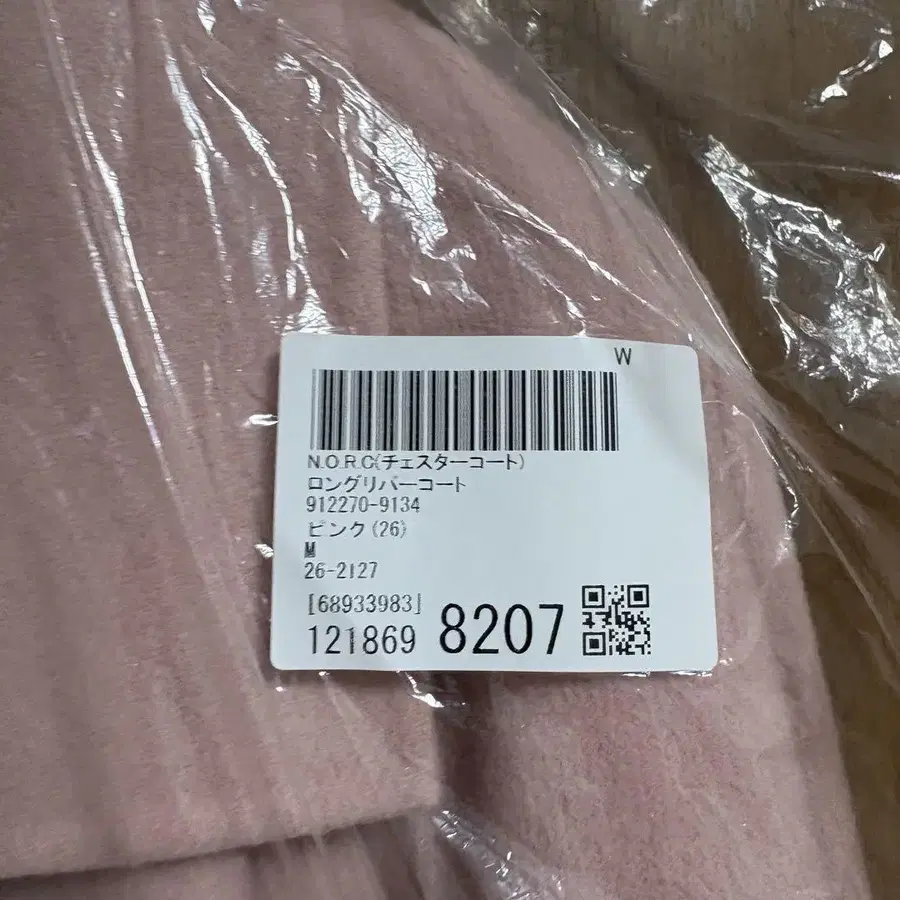 W
N.O.R.C(チェスターコート)
ロングリバーコート
912270-9134
ピンク(26)
M
26-2127
[68933983]
121869 8207